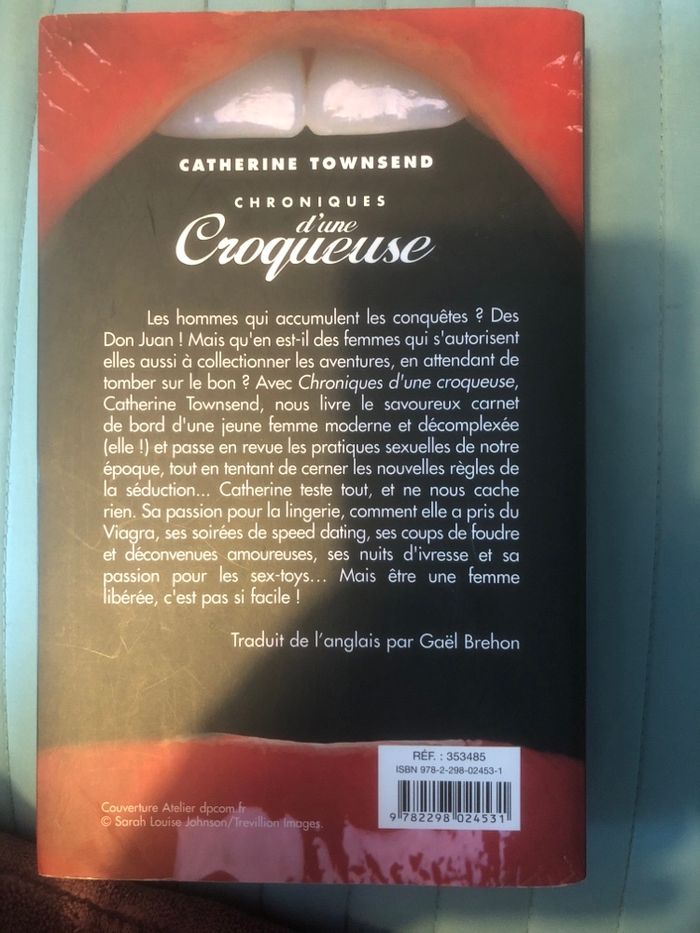 CATHERINE TOWNSEND
CHRONIQUES
d'une
Croqueuse
Les hommes qui accumulent les conquêtes ? Des
Don Juan ! Mais qu'en est-il des femmes qui s'autorisent
elles aussi à collectionner les aventures, en attendant de
tomber sur le bon ? Avec Chroniques d'une croqueuse,
Catherine Townsend, nous livre le savoureux carnet
de bord d'une jeune femme moderne et décomplexée
(elle !) et passe en revue les pratiques sexuelles de notre
époque, tout en tentant de cerner les nouvelles règles de
la séduction... Catherine teste tout, et ne nous cache
rien. Sa passion pour la lingerie, comment elle a pris du
Viagra, ses soirées de speed dating, ses coups de foudre
et déconvenues amoureuses, ses nuits d'ivresse et sa
passion pour les sex-toys... Mais être une femme
libérée, c'est pas si facile !
Traduit de l'anglais par Gaël Brehon
RÉF. : 353485
ISBN 978-2-298-02453-1
9 782298 024531
Couverture Atelier dpcom.fr
© Sarah Louise Johnson/Trevillion Images.